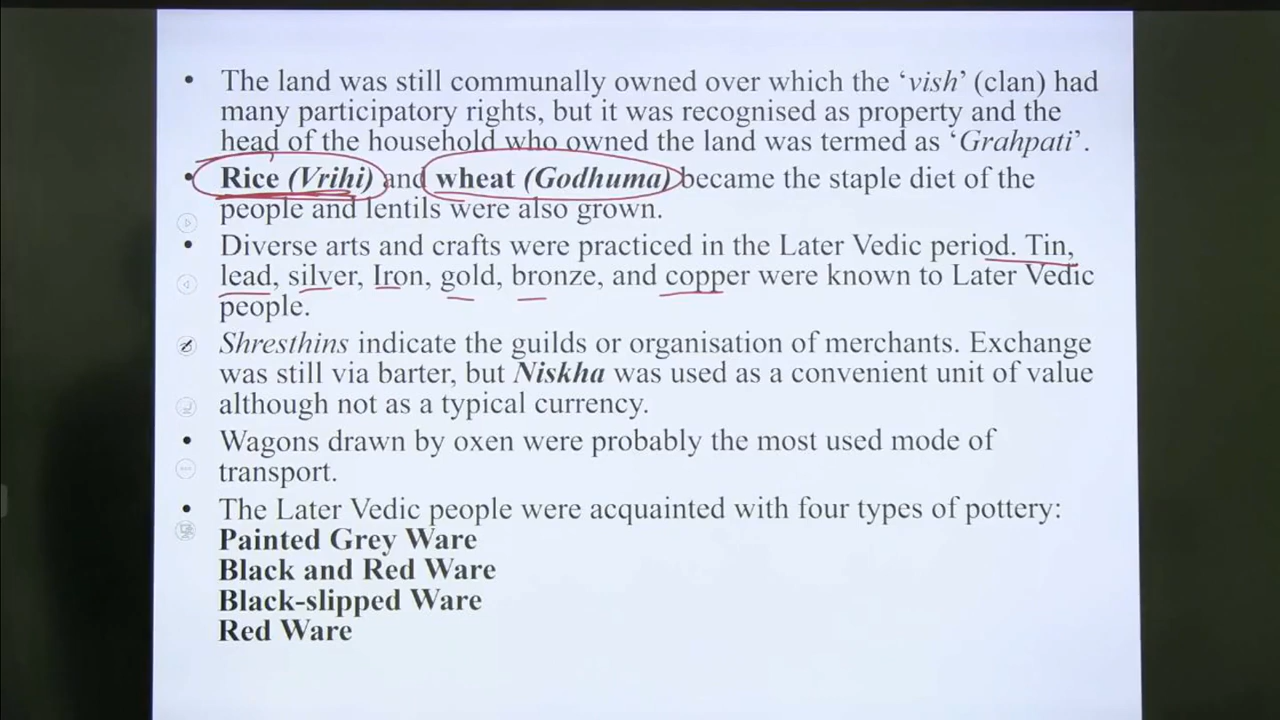 • The land was still communally owned over which the ‘vish’ (clan) had
many participatory rights, but it was recognised as property and the
head of the household who owned the land was termed as ‘Grahpati’.
• Rice (Vrihi) and wheat (Godhuma) became the staple diet of the
people and lentils were also grown.
• Diverse arts and crafts were practiced in the Later Vedic period. Tin,
lead, silver, Iron, gold, bronze, and copper were known to Later Vedic
people.
Shresthins indicate the guilds or organisation of merchants. Exchange
was still via barter, but Niskha was used as a convenient unit of value
although not as a typical currency.
• Wagons drawn by oxen were probably the most used mode of
transport.
• The Later Vedic people were acquainted with four types of pottery:
Painted Grey Ware
Black and Red Ware
Black-slipped Ware
Red Ware